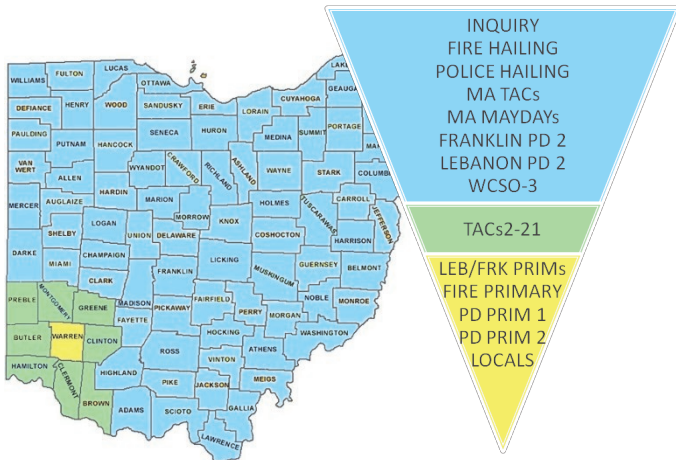 LUCAS
FULTON
WILLIAMS
OTTAWA
LAKE
GEAUGA
CUYAHOGA
DEFIANCE
HENRY
WOOD
SANDUSKY
ERIE
LORAIN
PAULDING
PUTNAM
HANCOCK
SENECA
HURON
MEDINA
SUMMIT
PORTAGE
VAN
WERT
ALLEN
WYANDOT
CRAWFORD
RICHLAND
ASHLAND
WAYNE
STARK
MERCER
AUGLAIZE
HARDIN
MARION
MORROW
HOLMES
TUSCARAWAS
CARROLL
JEFFERSON
SHELBY
LOGAN
UNION
DELAWARE
KNOX
COSHOCTON
HARRISON
DARKE
MIAMI
CHAMPAIGN
CLARK
FRANKLIN
LICKING
MUSKINGUM
GUERNSEY
BELMONT
PREBLE
MONTGOMERY
GREENE
MADISON
FAYETTE
PICKAWAY
FAIRFIELD
PERRY
MORGAN
NOBLE
MONROE
BUTLER
WARREN
CLINTON
ROSS
HOCKING
ATHENS
WASHINGTON
HAMILTON
CLERMONT
BROWN
HIGHLAND
PIKE
VINTON
JACKSON
MEIGS
ADAMS
SCIOTO
GALLIA
LAWRENCE
INQUIRY
FIRE HAILING
POLICE HAILING
MA TACs
MA MAYDAYs
FRANKLIN PD 2
LEBANON PD 2
WCSO-3
TACs2-21
LEB/FRK PRIMs
FIRE PRIMARY
PD PRIM 1
PD PRIM 2
LOCALS